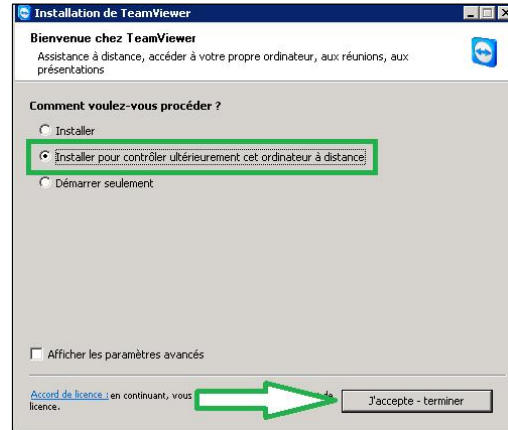 Installation de TeamViewer
Bienvenue chez TeamViewer
Assistance à distance, accéder à votre propre ordinateur, aux réunions, aux
présentations
Comment voulez-vous procéder ?
Installer
Installer pour contrôler ultérieurement cet ordinateur à distance
Démarrer seulement
Afficher les paramètres avancés
Accord de licence : en continuant, vous de
licence.
J'accepte - terminer